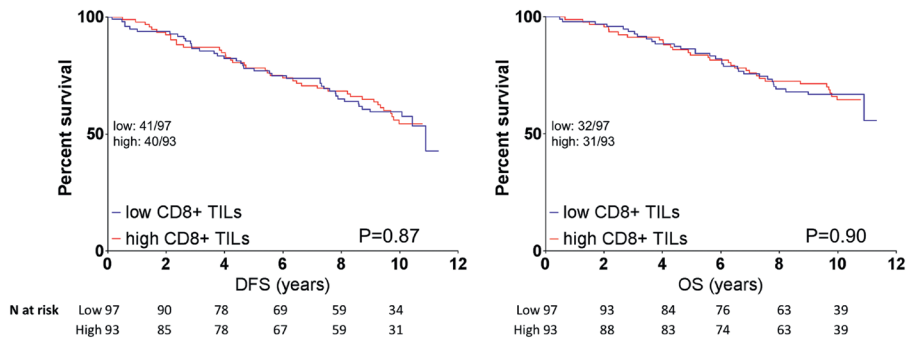 100
50
0
Percent survival
low: 41/97
high: 40/93
low CD8+ TILs
high CD8+ TILs
P=0.87
0 2 4 6 8 10 12
DFS (years)
N at risk Low 97 90 78 69 59 34
High 93 85 78 67 59 31
100
50
0
Percent survival
low: 32/97
high: 31/93
low CD8+ TILs
high CD8+ TILs
P=0.90
0 2 4 6 8 10 12
OS (years)
Low 97 93 84 76 63 39
High 93 88 83 74 63 39